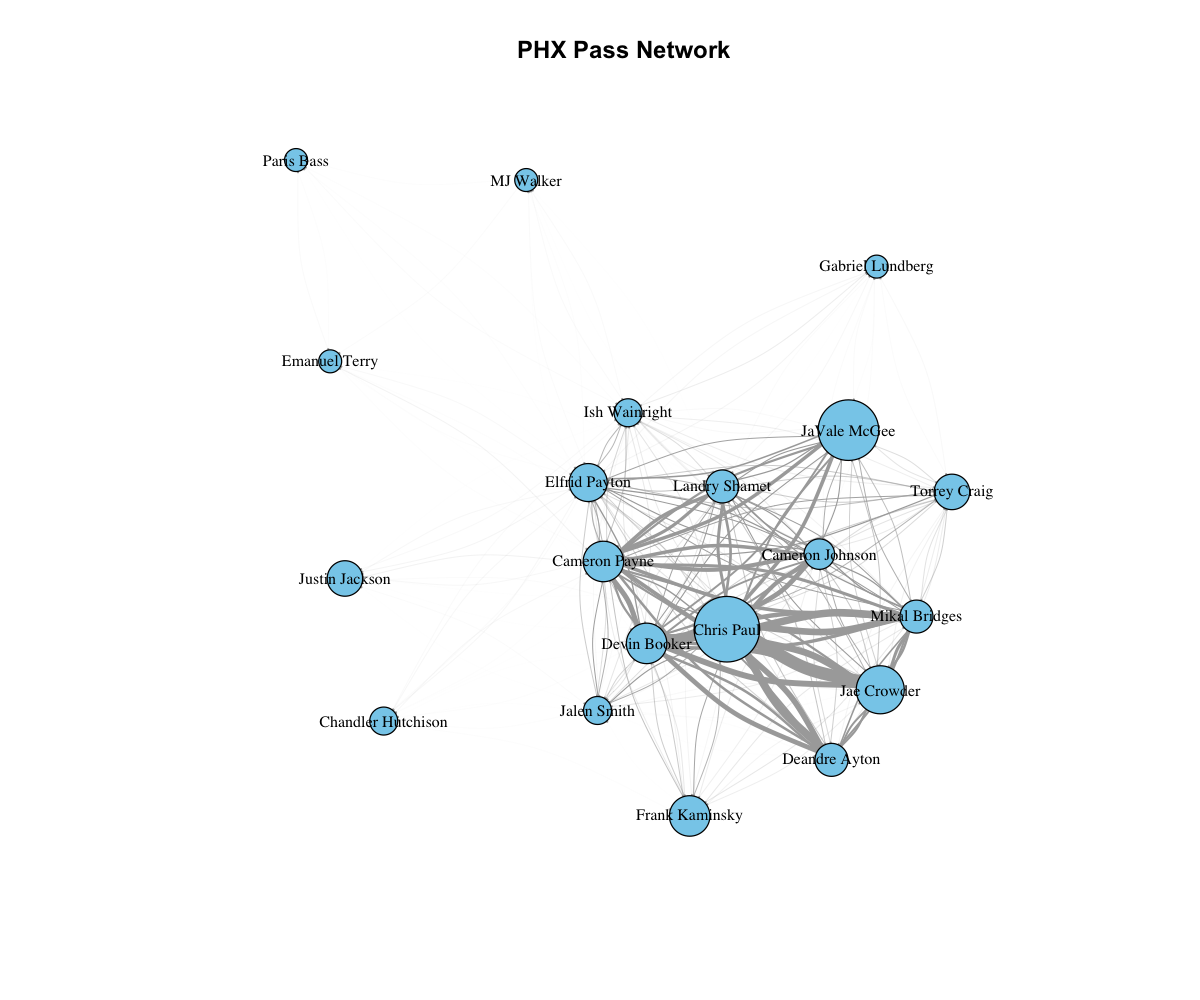 PHX Pass Network
Paris Bass
MJ Walker
Gabriel Lundberg
Emanuel Terry
Ish Wainright
JaVale McGee
Elfrid Payton
Landry Shamet
Torrey Craig
Cameron Payne
Cameron Johnson
Justin Jackson
Mikal Bridges
Chris Paul
Devin Booker
Jae Crowder
Jalen Smith
Chandler Hutchison
Deandre Ayton
Frank Kaminsky